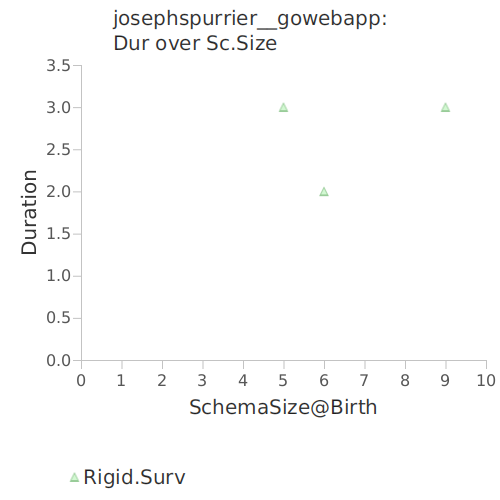 josephspurrier__gowebapp:
Dur over Sc.Size
3.5
3.0
2.5
2.0
1.5
1.0
0.5
0.0
Duration
0 1 2 3 4 5 6 7 8 9 10
SchemaSize@Birth
Rigid.Surv